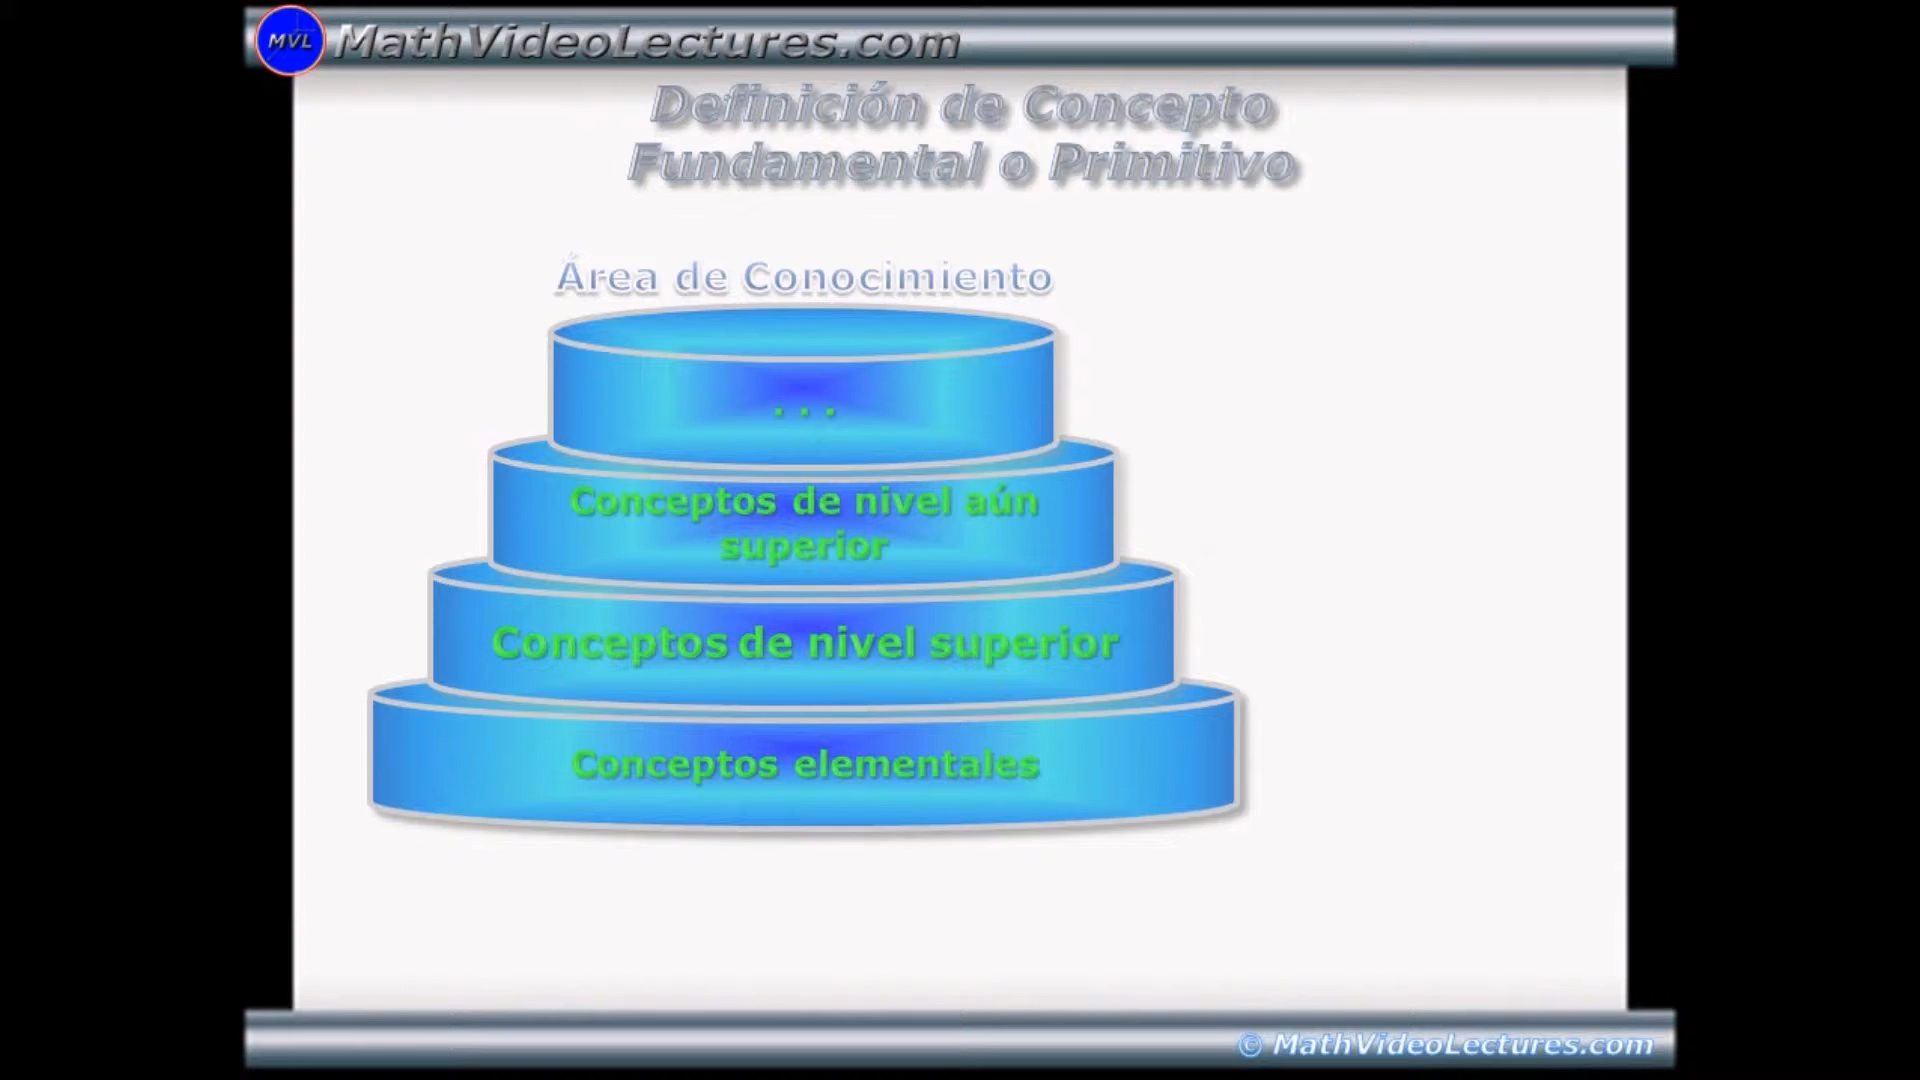 MVL MathVideoLectures.com
Definición de Concepto
Fundamental o Primitivo
Área de Conocimiento
. . .
Conceptos de nivel aún
superior
Conceptos de nivel superior
Conceptos elementales
© MathVideoLectures.com